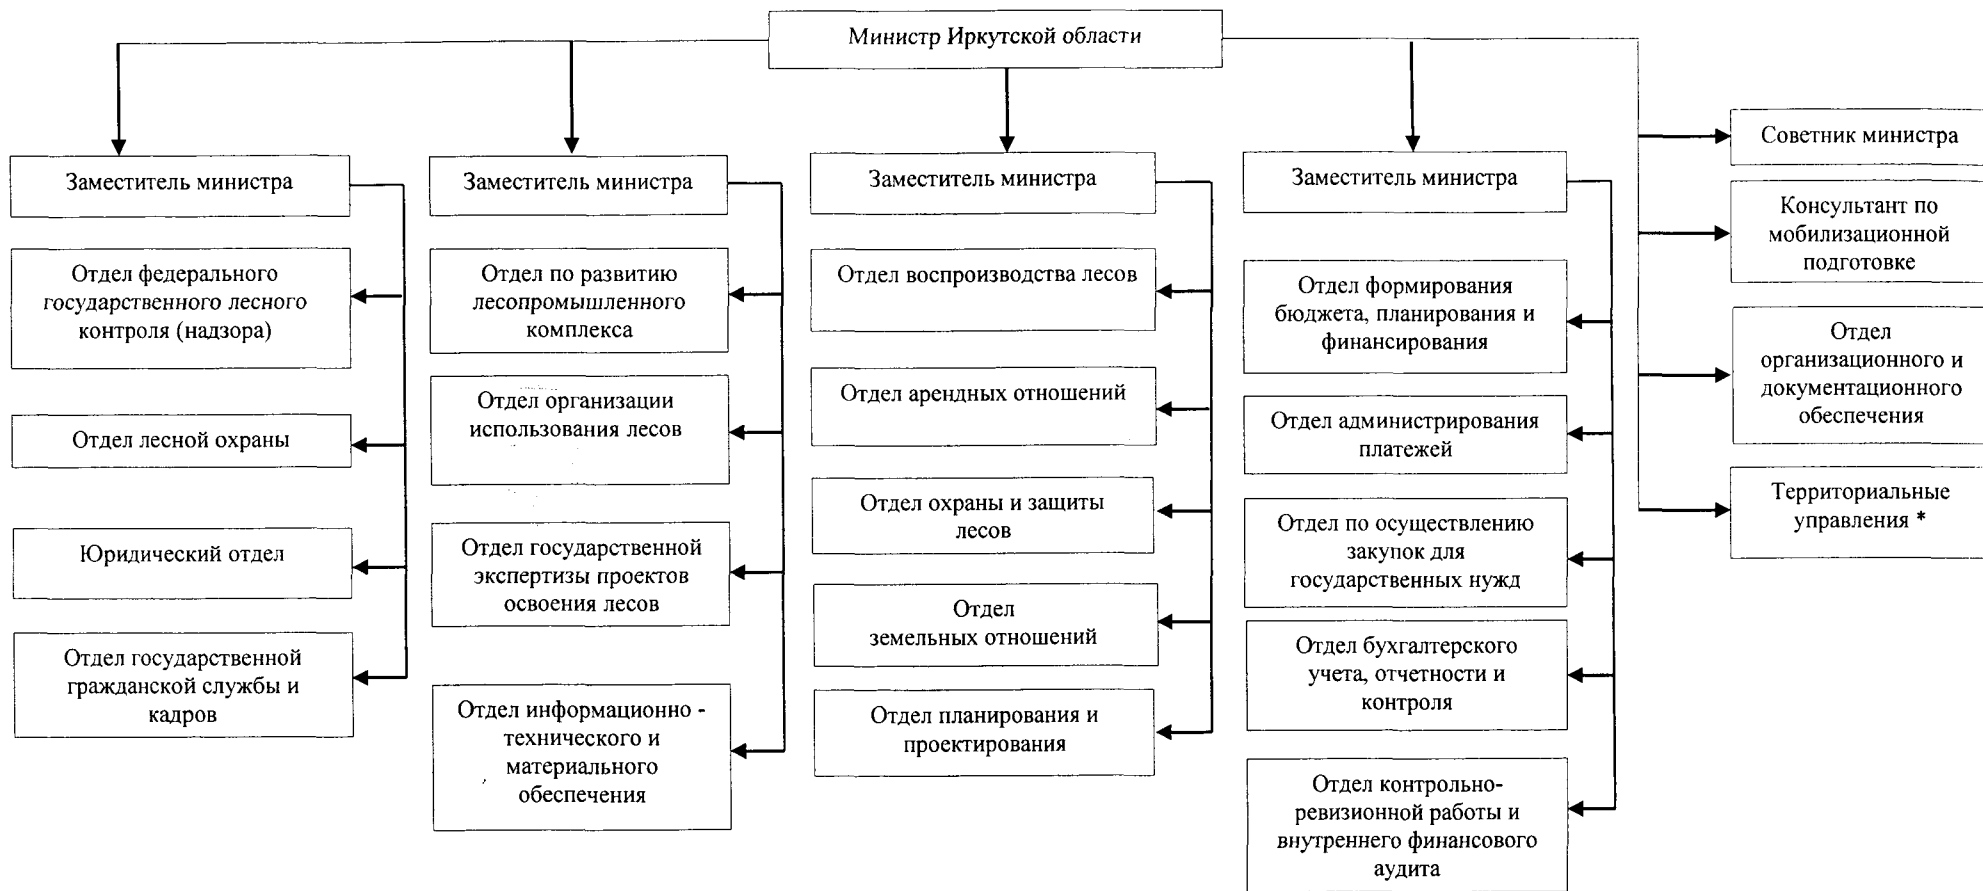 Министр Иркутской области
Заместитель министра
Отдел федерального
государственного лесного
контроля (надзора)
Отдел лесной охраны
Юридический отдел
Отдел государственной
гражданской службы и
кадров
Заместитель министра
Отдел по развитию
лесопромышленного
комплекса
Отдел организации
использования лесов
Отдел государственной
экспертизы проектов
освоения лесов
Отдел информационно -
технического и
материального
обеспечения
Заместитель министра
Отдел воспроизводства лесов
Отдел арендных отношений
Отдел охраны и защиты
лесов
Отдел
земельных отношений
Отдел планирования и
проектирования
Заместитель министра
Отдел формирования
бюджета, планирования и
финансирования
Отдел администрирования
платежей
Отдел по осуществлению
закупок для
государственных нужд
Отдел бухгалтерского
учета, отчетности и
контроля
Отдел контрольно-
ревизионной работы и
внутреннего финансового
аудита
Советник министра
Консультант по
мобилизационной
подготовке
Отдел
организационного и
документационного
обеспечения
Территориальные
управления *